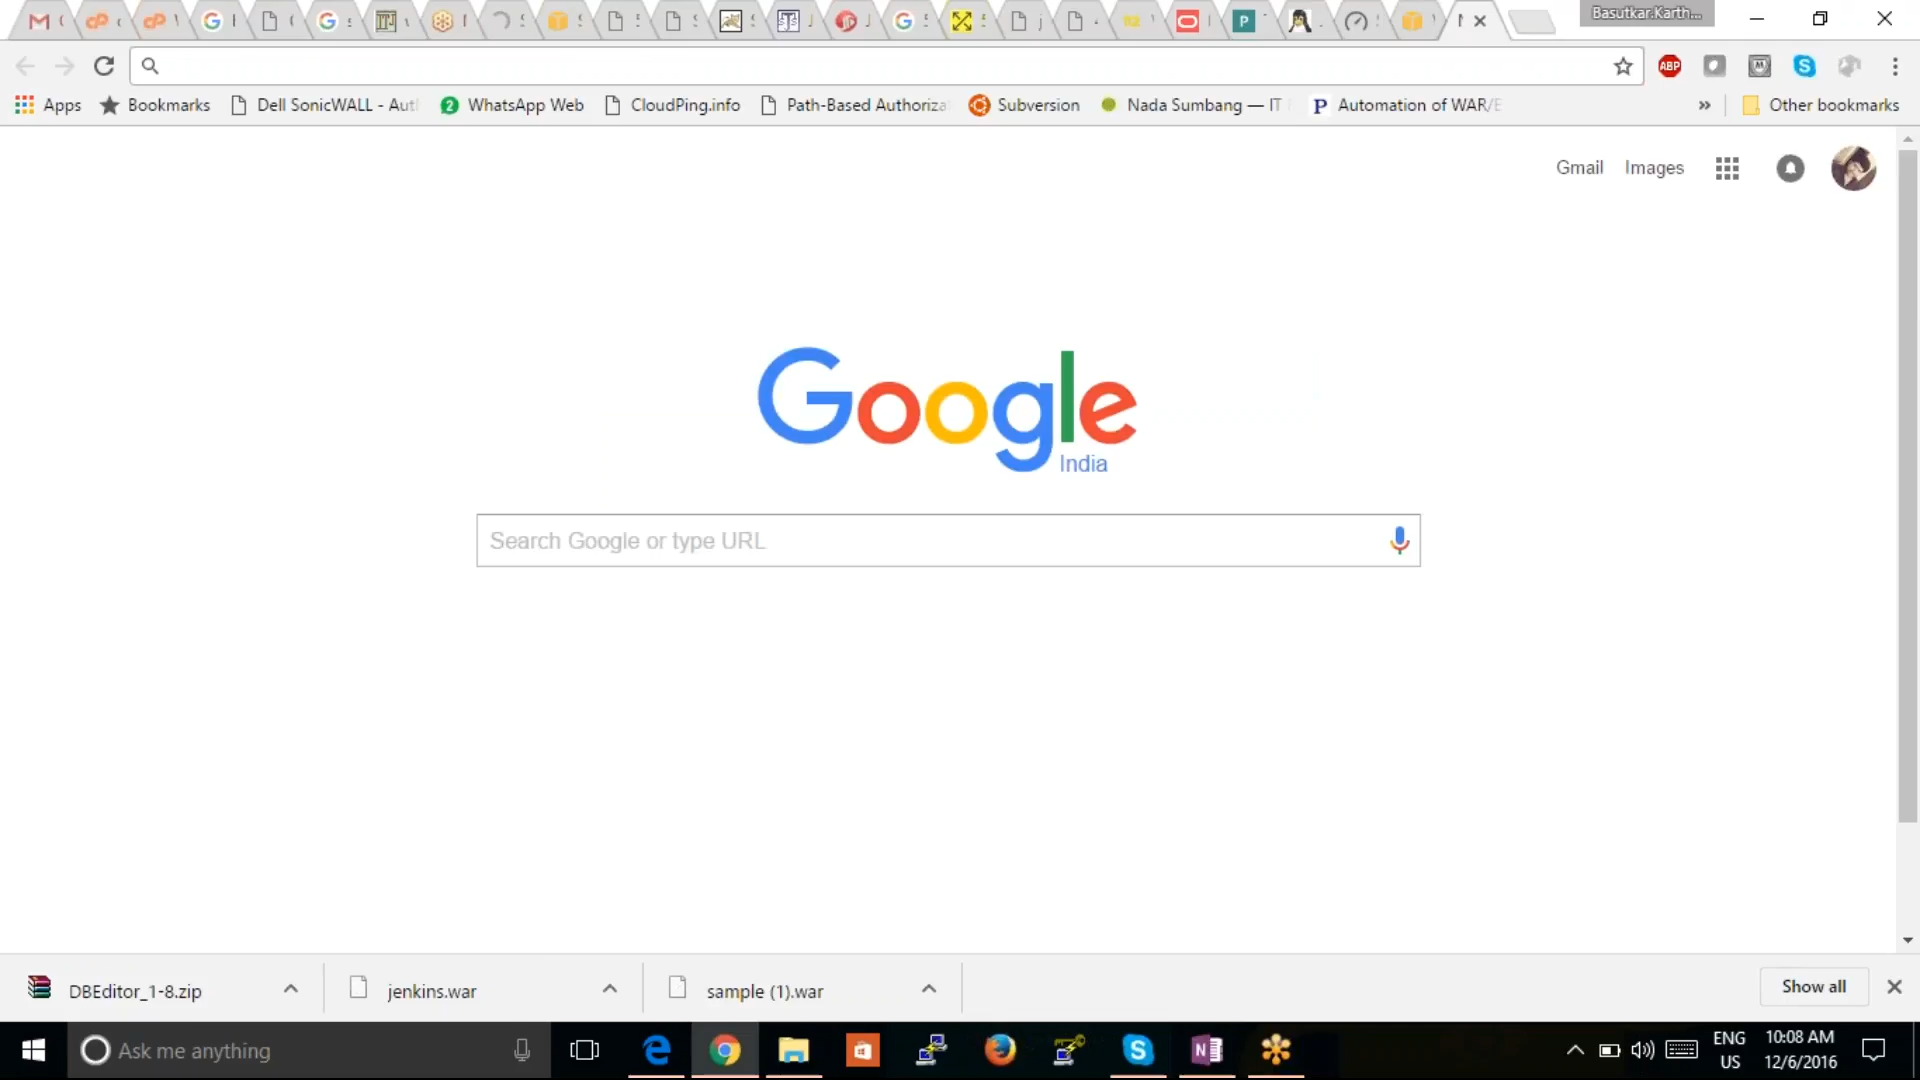 Basutkar.Karth...
Apps
Bookmarks
Dell SonicWALL - Aut
WhatsApp Web
CloudPing.info
Path-Based Authoriza
Subversion
Nada Sumbang — IT
Automation of WAR/E
»
Other bookmarks
Gmail
Images
Google
India
Search Google or type URL
DBEditor_1-8.zip
jenkins.war
sample (1).war
Show all
Ask me anything
ENG
US
10:08 AM
12/6/2016